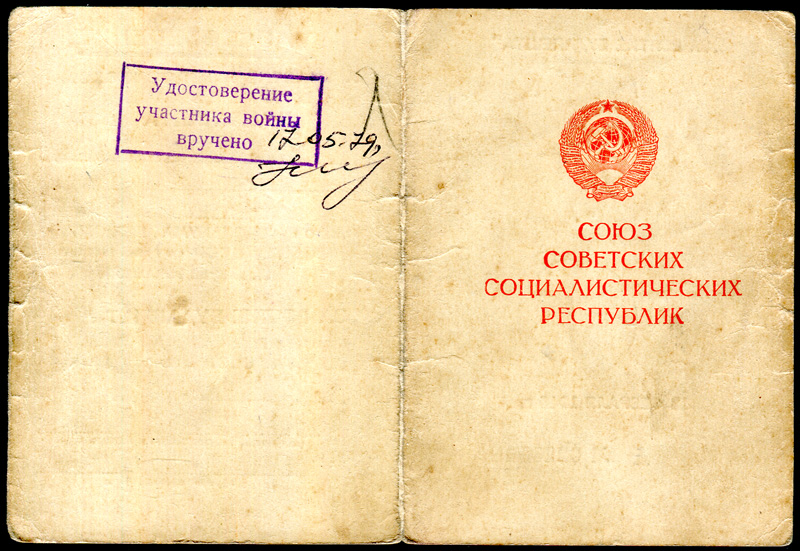 Удостоверение
участника войны
вручено 17.05.79,
СОЮЗ
СОВЕТСКИХ
СОЦИАЛИСТИЧЕСКИХ
РЕСПУБЛИК